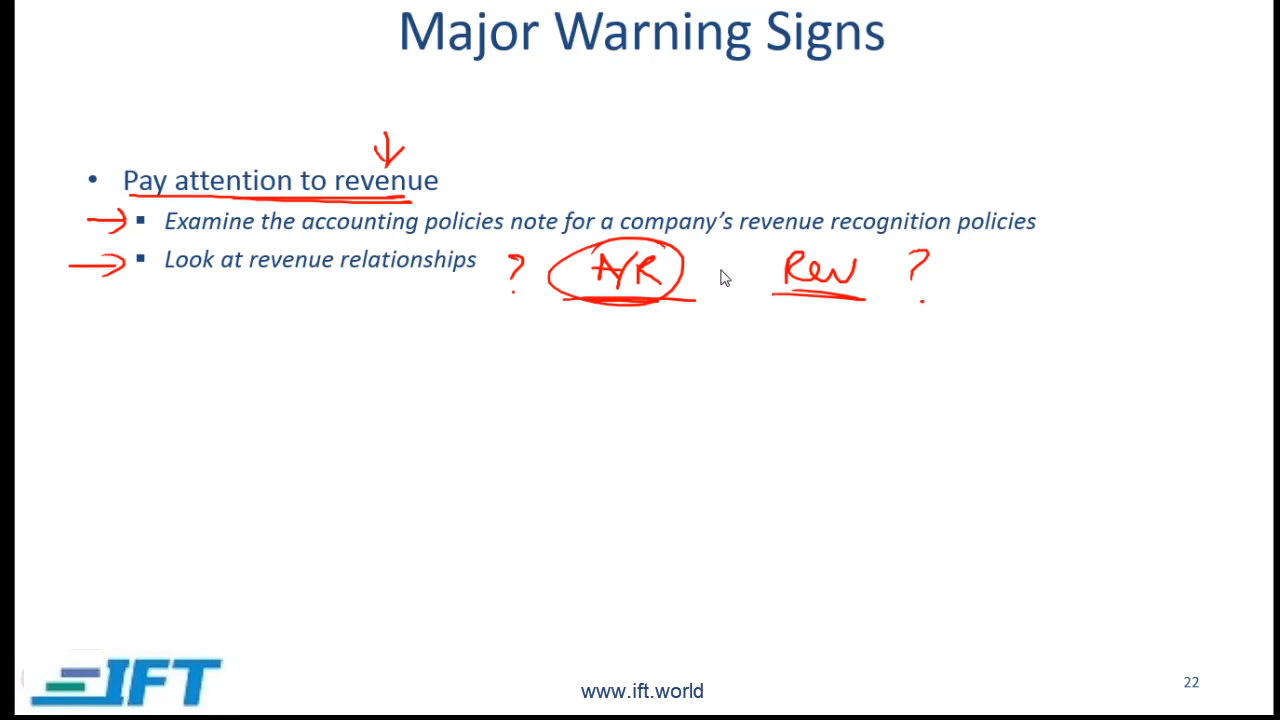 Major Warning Signs
• Pay attention to revenue
▪ Examine the accounting policies note for a company’s revenue recognition policies
▪ Look at revenue relationships ? A/R Rev ?
IFT
www.ift.world
22